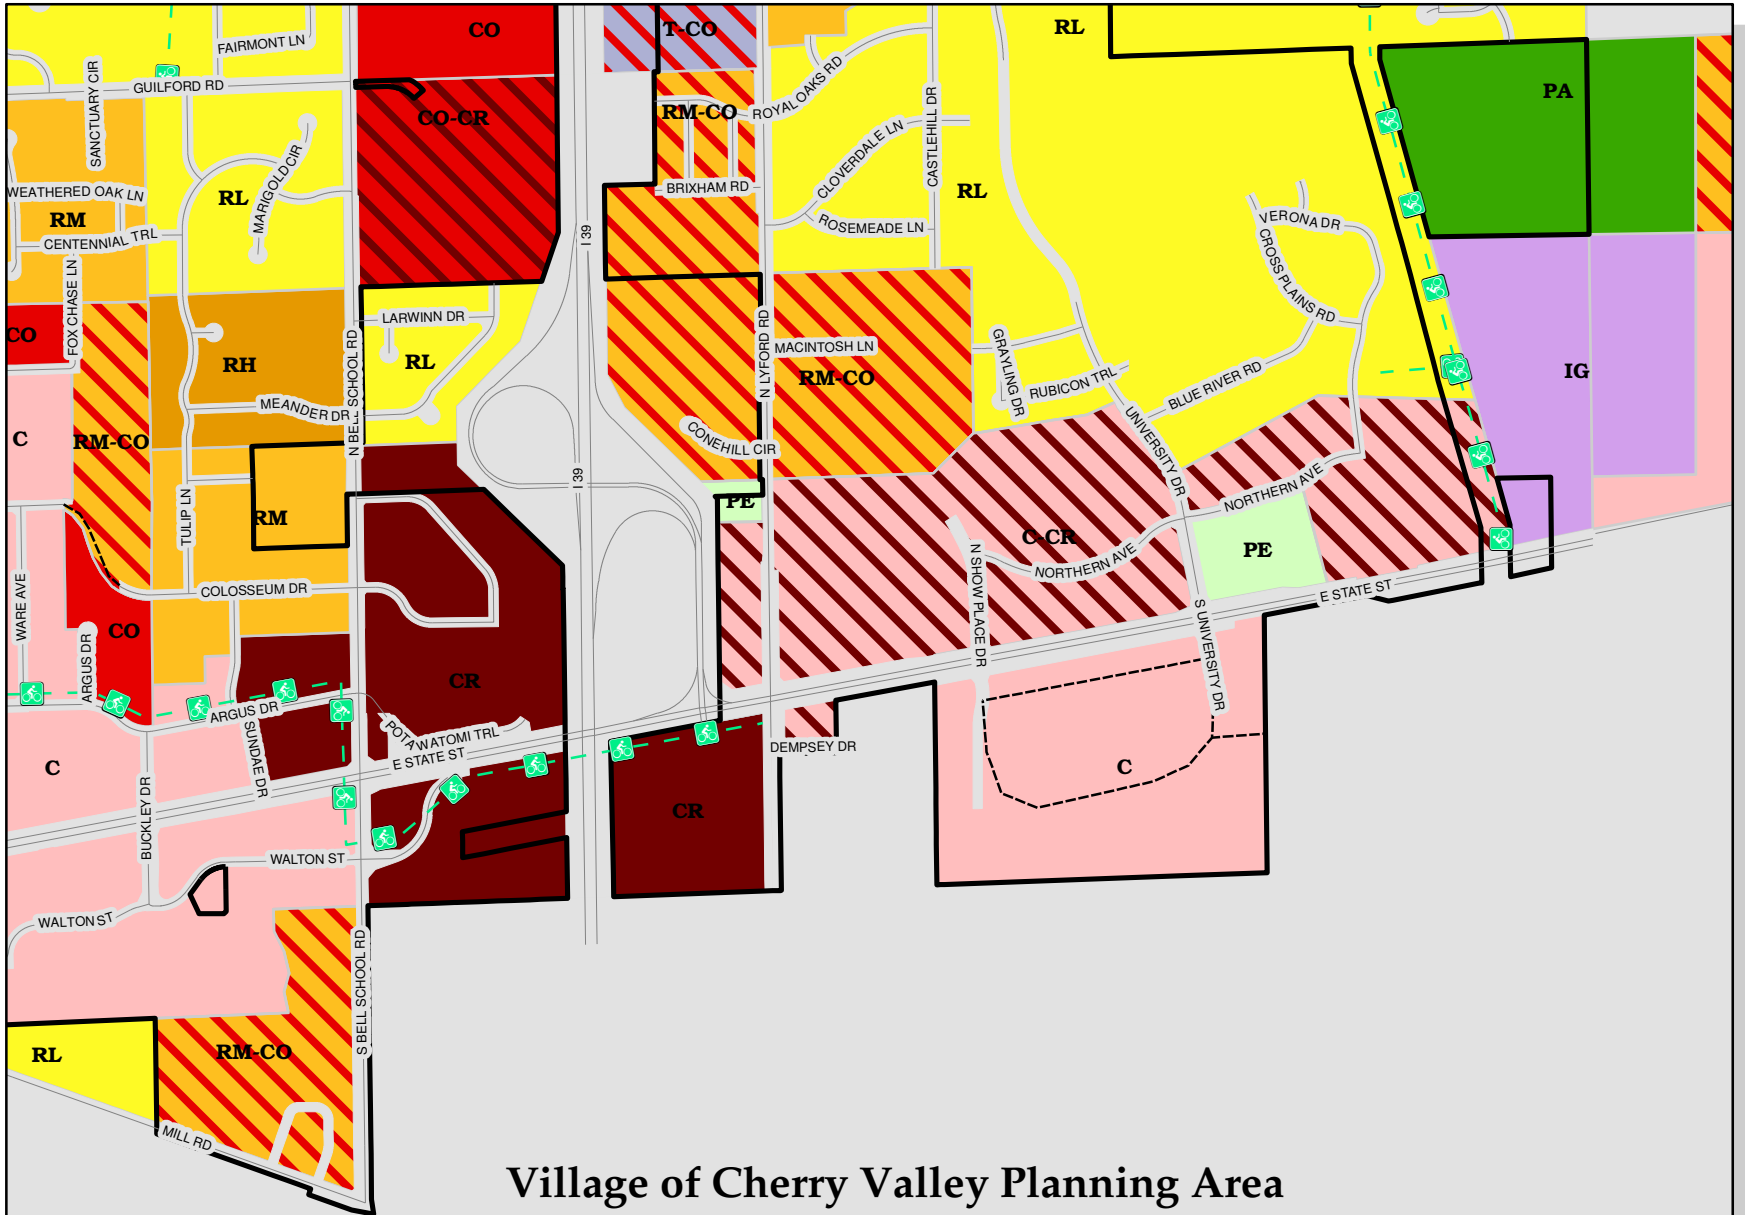 CO
T-CO
RL
FAIRMONT LN
GUILFORD RD
SANCTUARY CIR
CO-CR
RM-CO
ROYAL OAKS RD
PA
CASTLEHILL DR
CLOVERDALE LN
MARIGOLD CIR
WEATHERED OAK LN
RL
BRIXHAM RD
RL
RM
CENTENNIAL TRL
ROSEMEADE LN
VERONA DR
I 39
FOX CHASE LN
CROSS PLAINS RD
LARWINN DR
CO
N BELL SCHOOL RD
N LYFORD RD
MACINTOSH LN
GRAYLING DR
RH
RL
RM-CO
RUBICON TRL
BLUE RIVER RD
IG
MEANDER DR
C
RM-CO
CONEHILL CIR
UNIVERSITY DR
I 39
NORTHERN AVE
TULIP LN
RM
PE
C-CR
PE
NORTHERN AVE
N SHOW PLACE DR
WARE AVE
COLOSSEUM DR
E STATE ST
CO
ARGUS DR
S UNIVERSITY DR
CR
ARGUS DR
SUNDAE DR
POTAWATOMI TRL
E STATE ST
DEMPSEY DR
C
C
BUCKLEY DR
CR
WALTON ST
WALTON ST
S BELL SCHOOL RD
RL
RM-CO
MILL RD
Village of Cherry Valley Planning Area